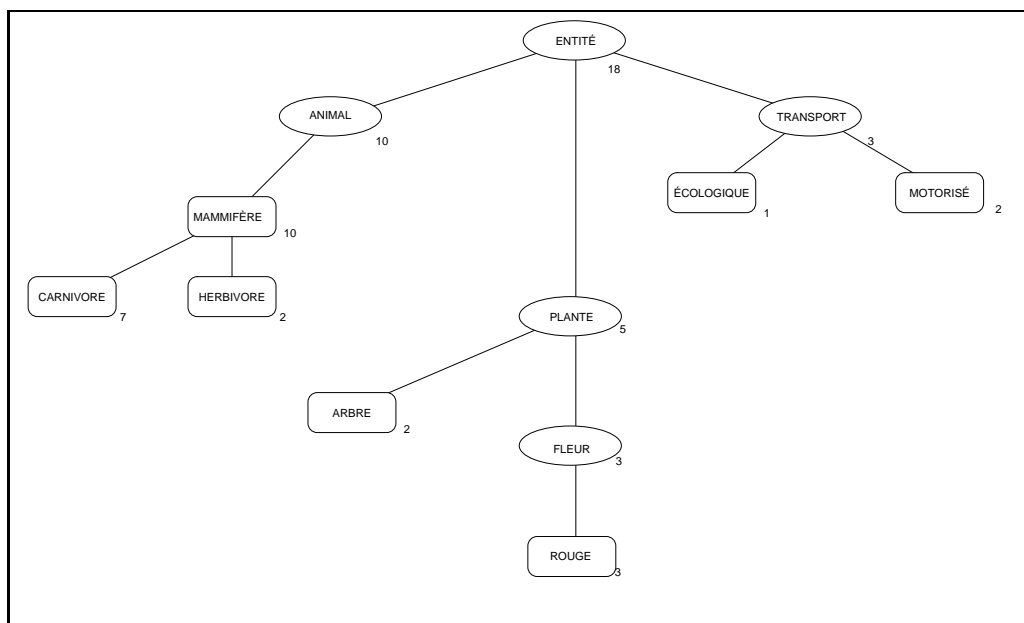 ENTITÉ
18
ANIMAL
10
TRANSPORT
3
ÉCOLOGIQUE
1
MOTORISÉ
2
MAMMIFÈRE
10
CARNIVORE
7
HERBIVORE
2
PLANTE
5
ARBRE
2
FLEUR
3
ROUGE
3